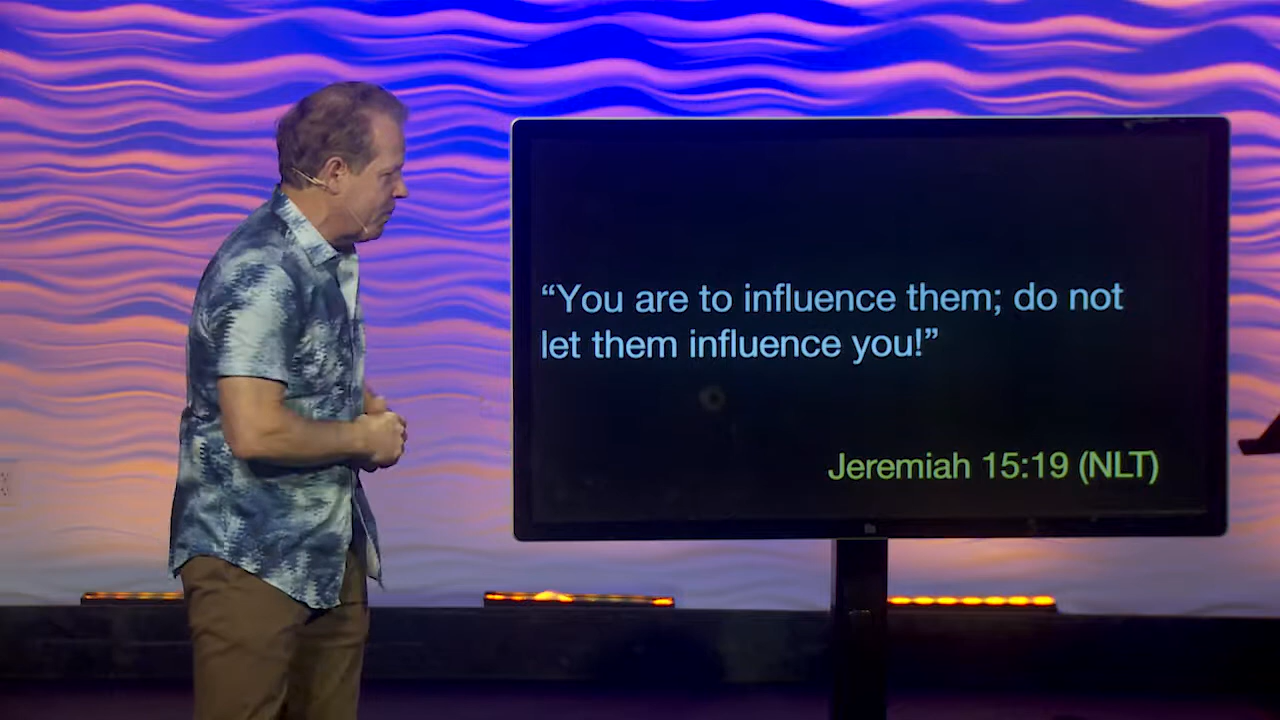 “You are to influence them; do not
let them influence you!”
Jeremiah 15:19 (NLT)